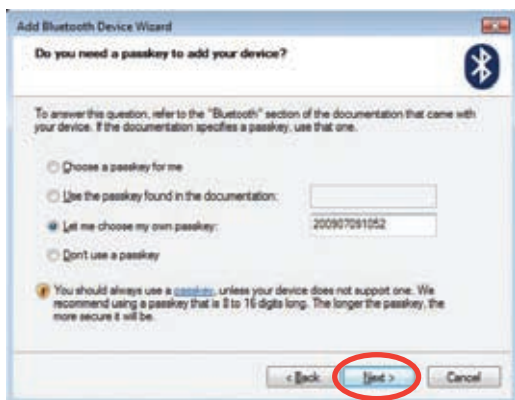 Add Bluetooth Device Wizard
Do you need a passkey to add your device?
To answer this question, refer to the "Bluetooth" section of the documentation that came with
your device. If the documentation specifies a passkey, use that one.
Choose a passkey for me
Use the passkey found in the documentation:
Let me choose my own passkey: 200907091052
Don't use a passkey
You should always use a passkey, unless your device does not support one. We
recommend using a passkey that is 8 to 16 digits long. The longer the passkey, the
more secure it will be.
< Back Next > Cancel